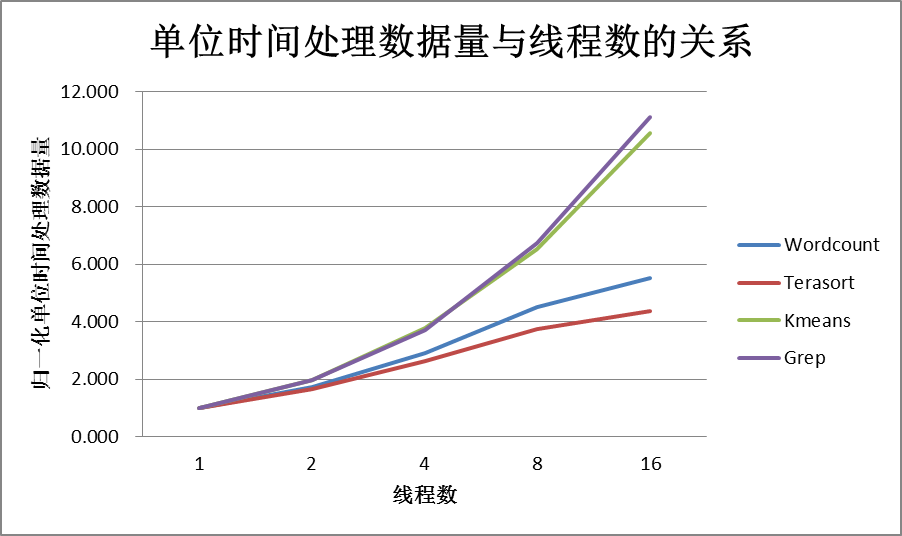 单位时间处理数据量与线程数的关系
归一化单位时间处理数据量
12.000
10.000
8.000
6.000
4.000
2.000
0.000
1 2 4 8 16
线程数
Wordcount
Terasort
Kmeans
Grep